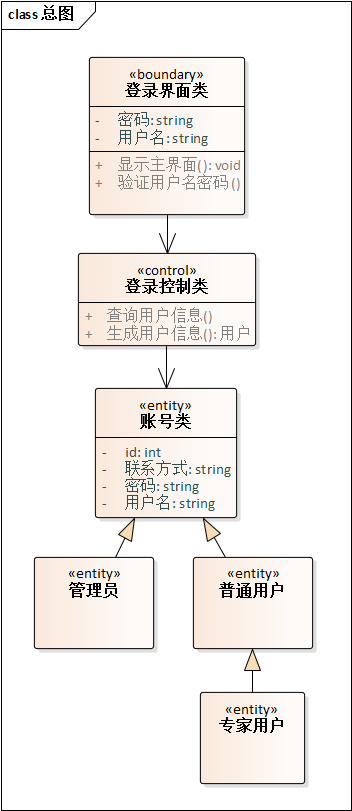 class 总图
«boundary»
登录界面类
- 密码: string
- 用户名: string
+ 显示主界面(): void
+ 验证用户名密码()
«control»
登录控制类
+ 查询用户信息()
+ 生成用户信息(): 用户
«entity»
账号类
- id: int
- 联系方式: string
- 密码: string
- 用户名: string
«entity»
管理员
«entity»
普通用户
«entity»
专家用户